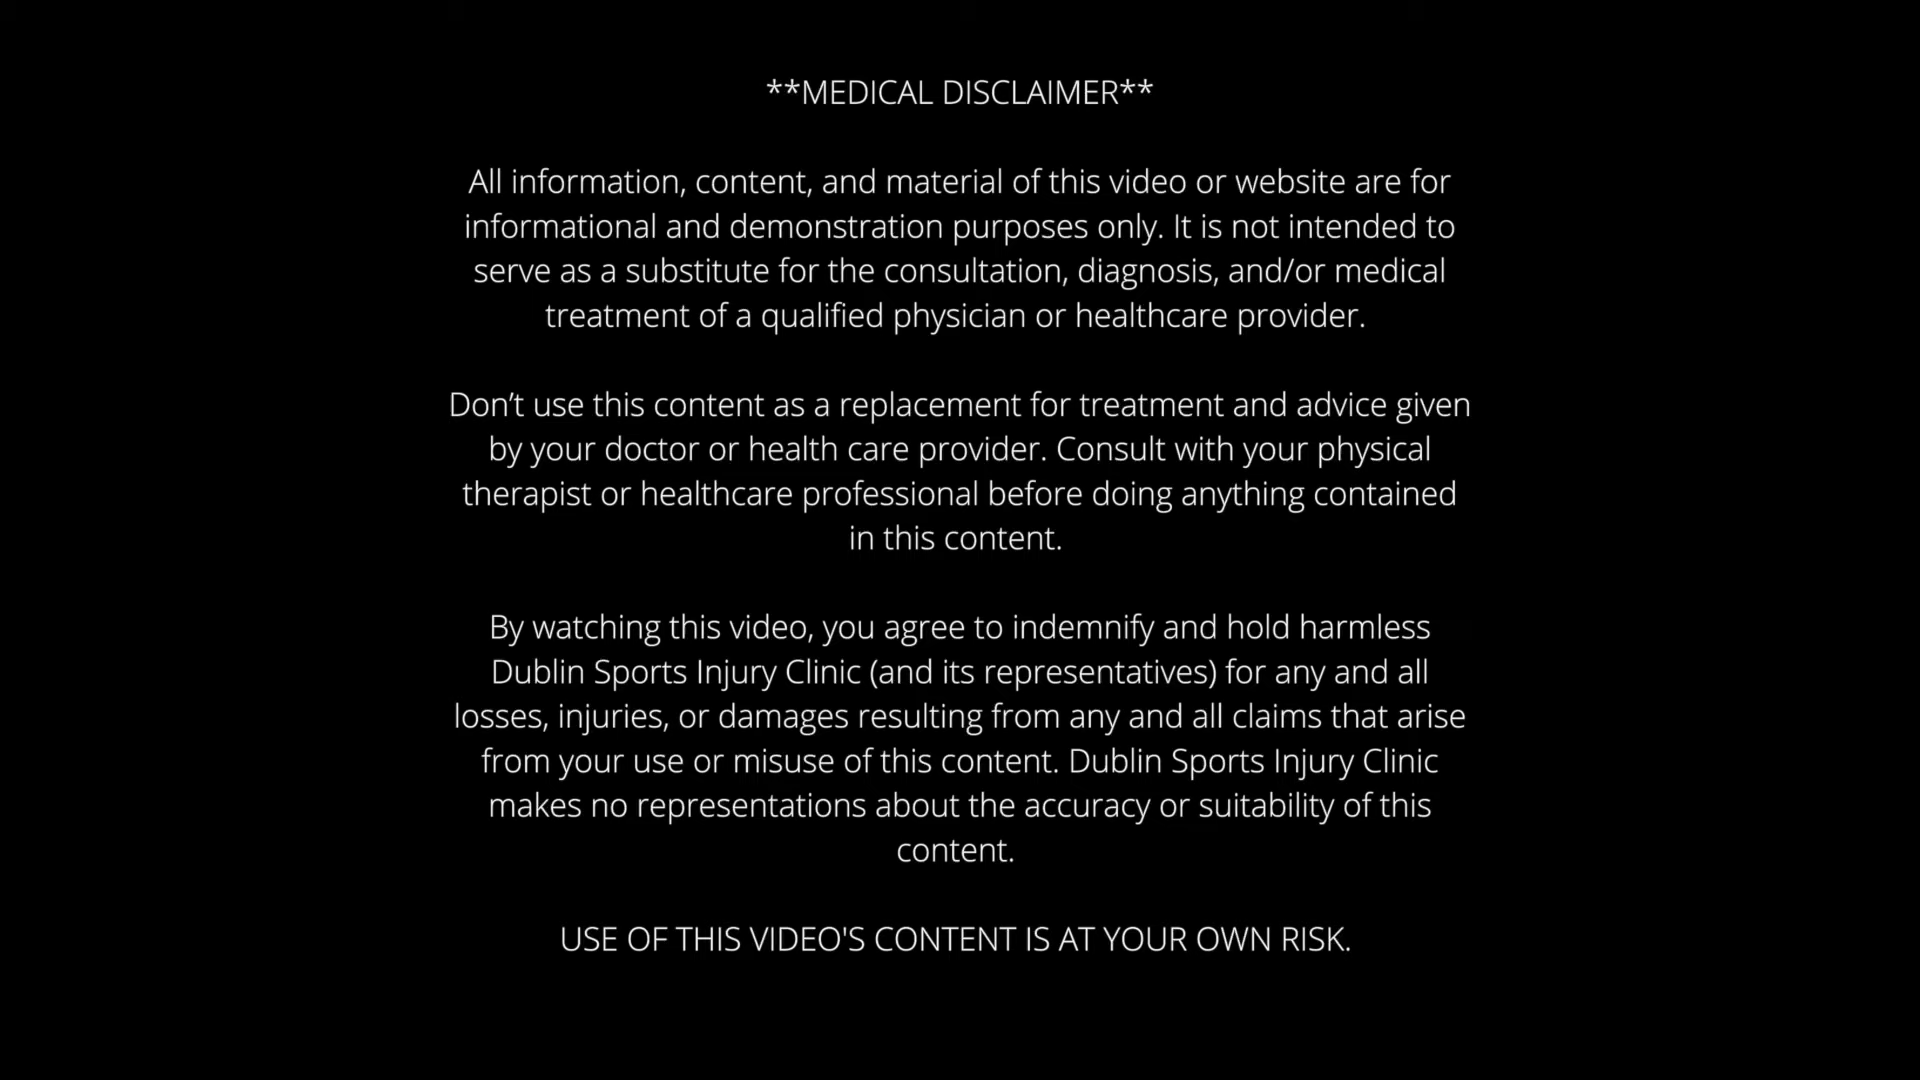 **MEDICAL DISCLAIMER**
All information, content, and material of this video or website are for
informational and demonstration purposes only. It is not intended to
serve as a substitute for the consultation, diagnosis, and/or medical
treatment of a qualified physician or healthcare provider.
Don’t use this content as a replacement for treatment and advice given
by your doctor or health care provider. Consult with your physical
therapist or healthcare professional before doing anything contained
in this content.
By watching this video, you agree to indemnify and hold harmless
Dublin Sports Injury Clinic (and its representatives) for any and all
losses, injuries, or damages resulting from any and all claims that arise
from your use or misuse of this content. Dublin Sports Injury Clinic
makes no representations about the accuracy or suitability of this
content.
USE OF THIS VIDEO'S CONTENT IS AT YOUR OWN RISK.